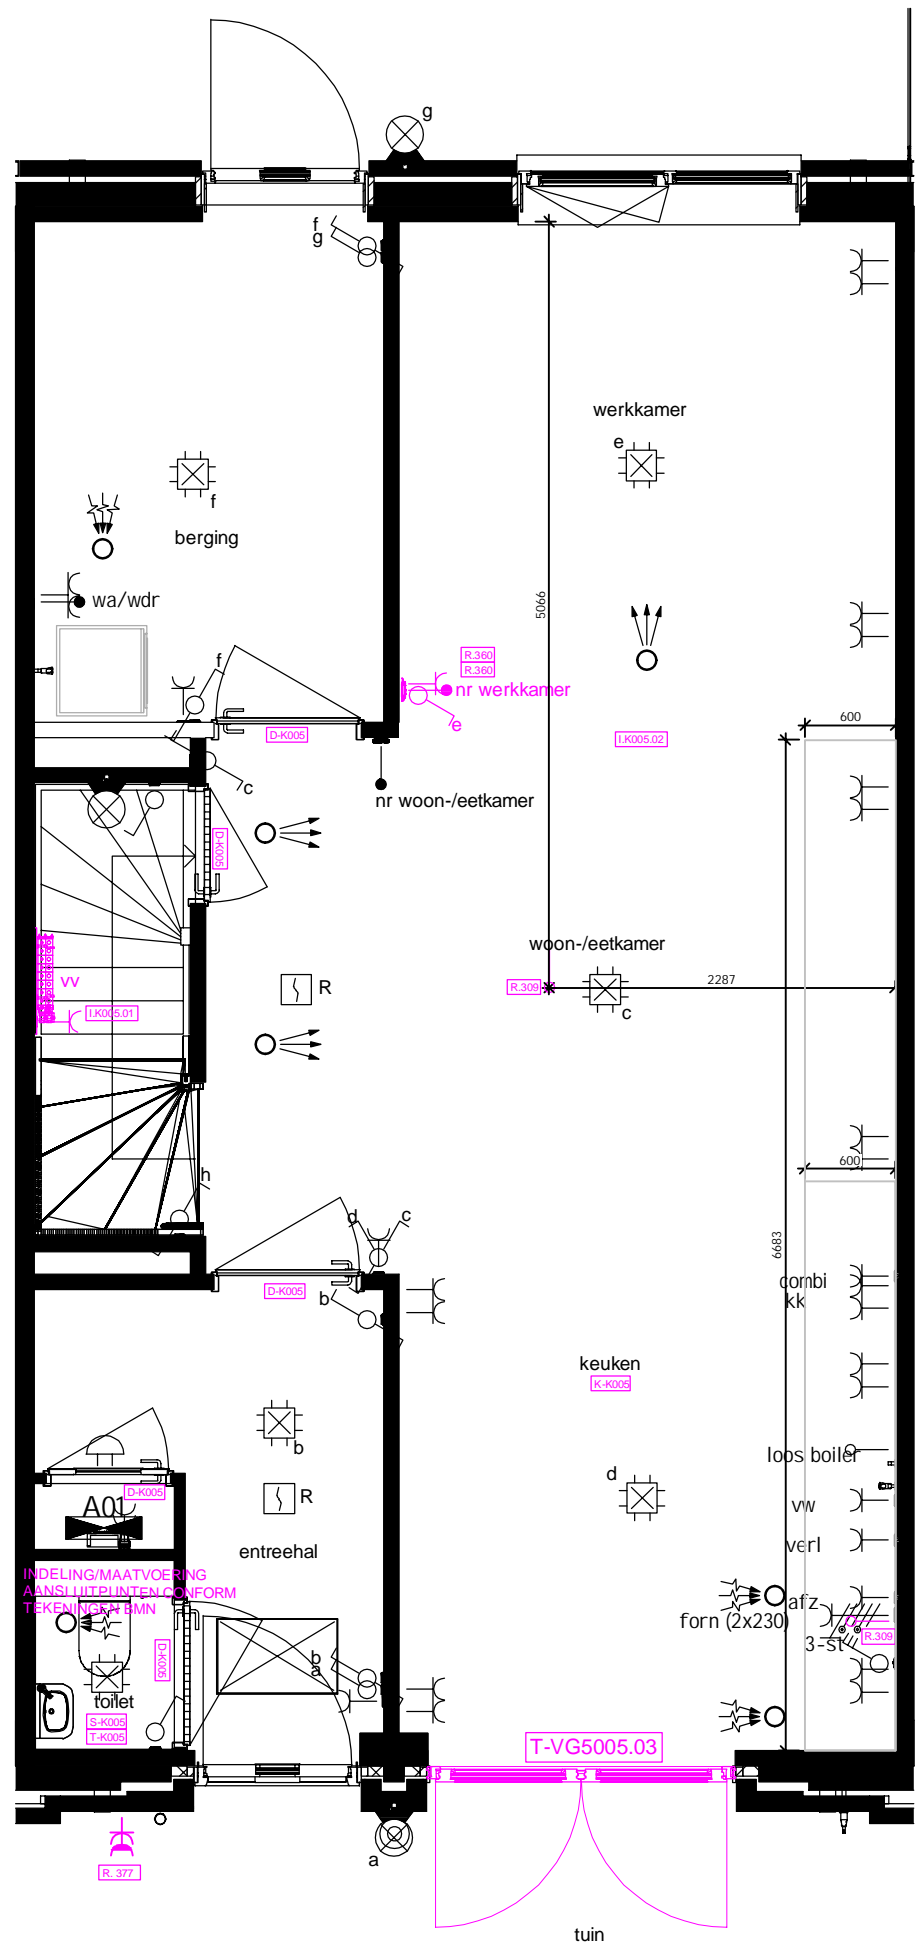 g
f
g
werkkamer
e
f
berging
wa/wdr
5066
f
R.360
R.360
nr werkkamer
e
D-K005
I.K005.02
600
c
nr woon-/eetkamer
D-K005
woon-/eetkamer
vv
R
R.309
2287
c
I.K005.01
h
600
d
c
6683
D-K005
b
combi
kk
keuken
K-K005
b
loos boiler
d
D-K005
A01
R
vw
entreehal
verl
INDELING/MAATVOERING
AANSLUITPUNTEN CONFORM
TEKENINGEN BMN
afz
forn (2x230)
R.309
3-st
D-K005
b
a
toilet
S-K005
T-K005
T-VG5005.03
a
R. 377
tuin